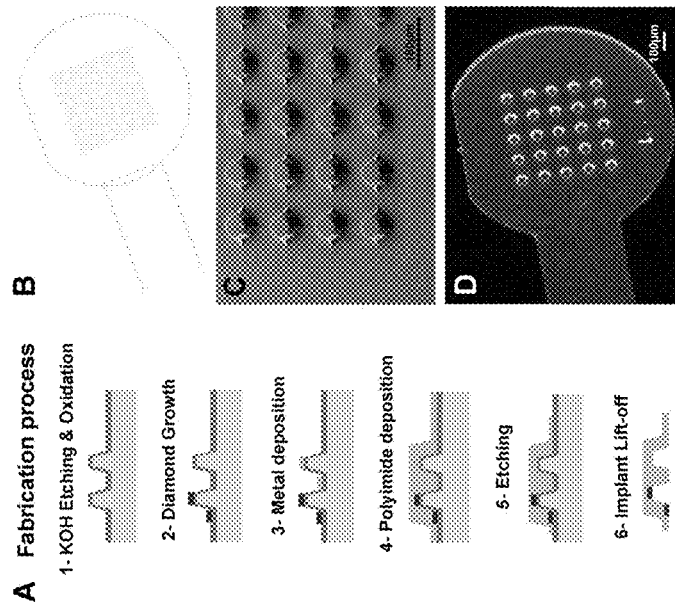 A Fabrication process
1- KOH Etching & Oxidation
2- Diamond Growth
3- Metal deposition
4- Polyimide deposition
5- Etching
6- Implant Lift-off
B
C
100µm
D
100µm